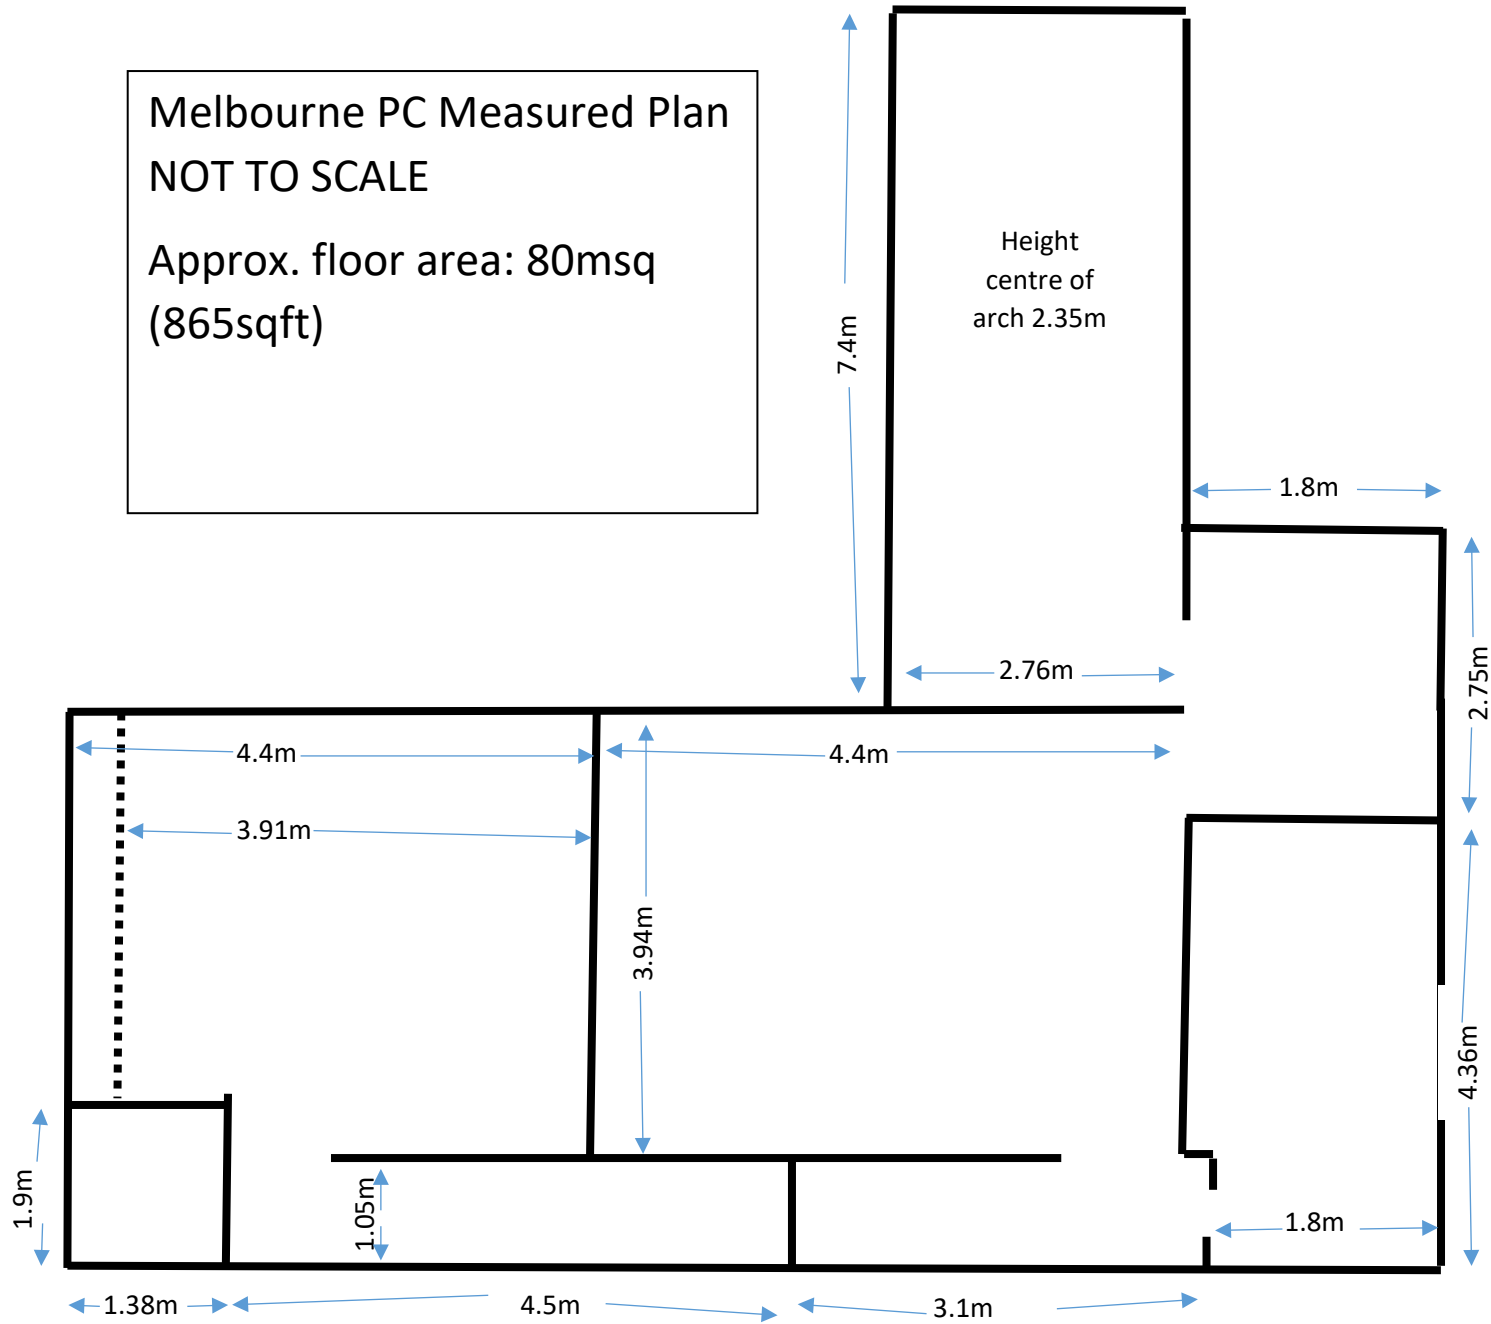 Melbourne PC Measured Plan
NOT TO SCALE
Approx. floor area: 80msq
(865sqft)
Height
centre of
arch 2.35m
7.4m
1.8m
2.76m
2.75m
4.4m
4.4m
3.91m
3.94m
4.36m
1.9m
1.05m
1.8m
1.38m
4.5m
3.1m